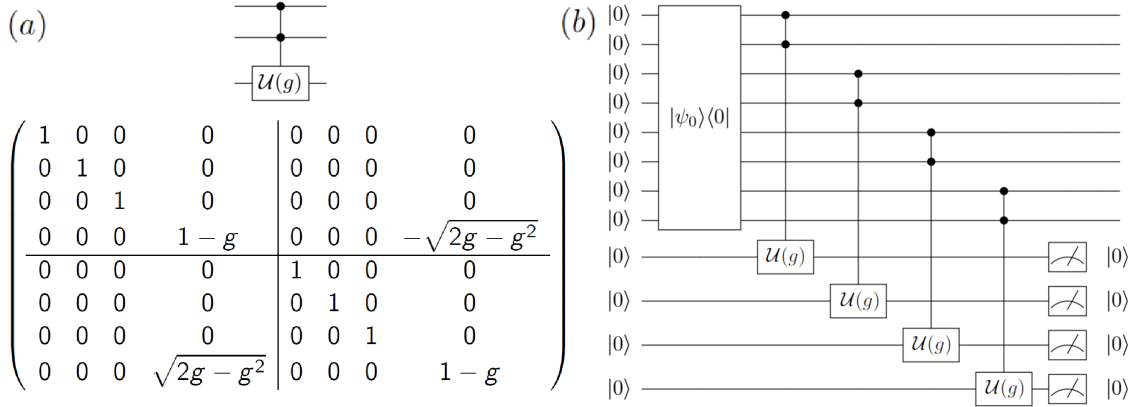 (a)
𝒰(g)
1 0 0 0 0 0 0 0
0 1 0 0 0 0 0 0
0 0 1 0 0 0 0 0
0 0 0 1 − g 0 0 0 −√(2g − g²)
0 0 0 0 1 0 0 0
0 0 0 0 0 1 0 0
0 0 0 0 0 0 1 0
0 0 0 √(2g − g²) 0 0 0 1 − g
(b)
|0⟩
|0⟩
|0⟩
|0⟩
|ψ₀⟩⟨0|
|0⟩
|0⟩
|0⟩
|0⟩
|0⟩ 𝒰(g) |0⟩
|0⟩ 𝒰(g) |0⟩
|0⟩ 𝒰(g) |0⟩
|0⟩ 𝒰(g) |0⟩